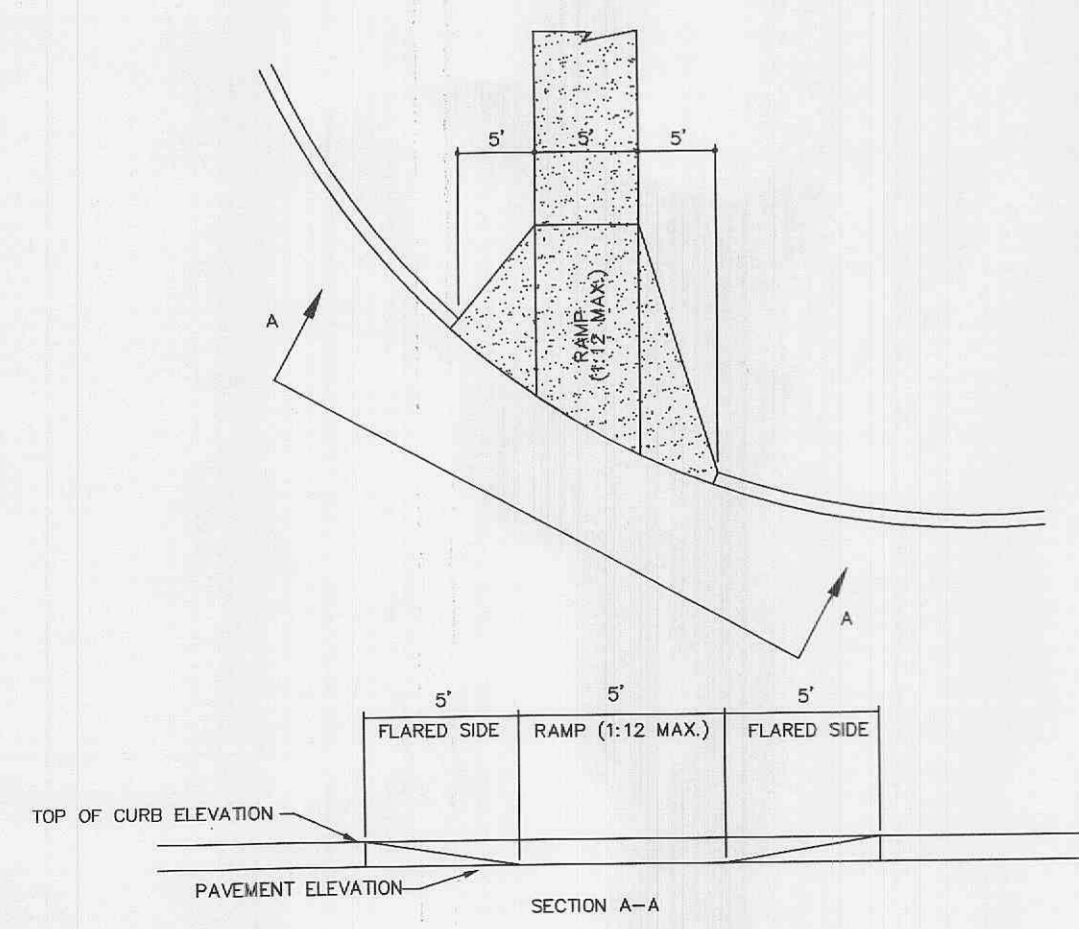 5' 5' 5'
RAMP
(1:12 MAX.)
A
A
5' 5' 5'
FLARED SIDE RAMP (1:12 MAX.) FLARED SIDE
TOP OF CURB ELEVATION
PAVEMENT ELEVATION
SECTION A-A